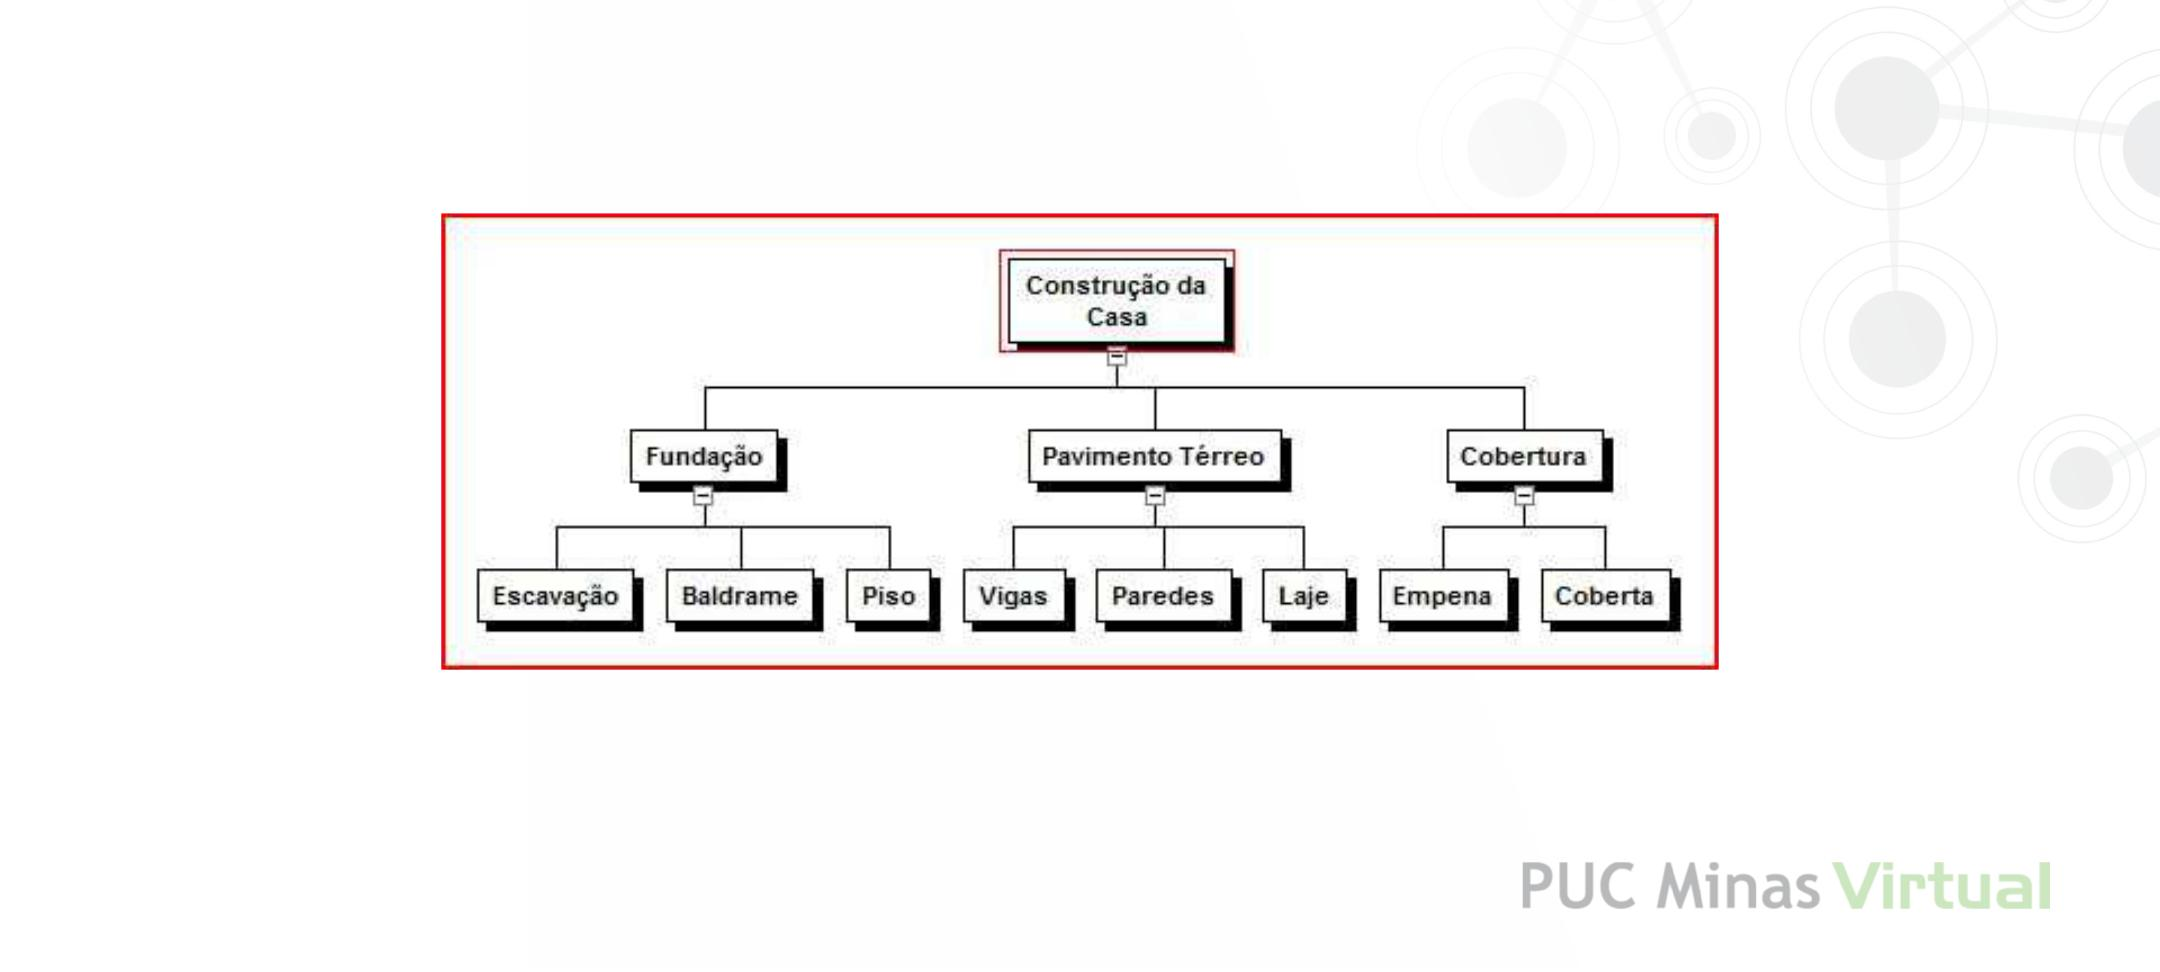 Construção da
Casa
Fundação
Pavimento Térreo
Cobertura
Escavação
Baldrame
Piso
Vigas
Paredes
Laje
Empena
Coberta
PUC Minas Virtual